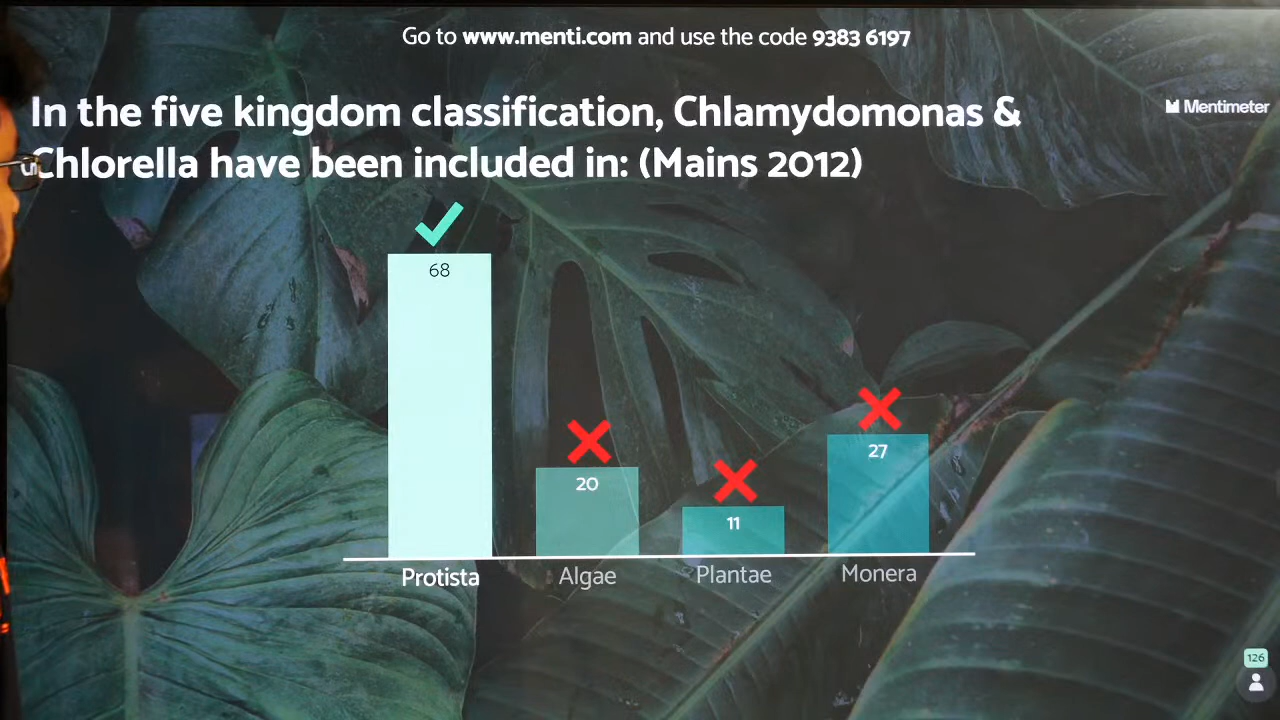 Go to www.menti.com and use the code 9383 6197
In the five kingdom classification, Chlamydomonas &
Chlorella have been included in: (Mains 2012)
Mentimeter
68
20
11
27
Protista
Algae
Plantae
Monera
126